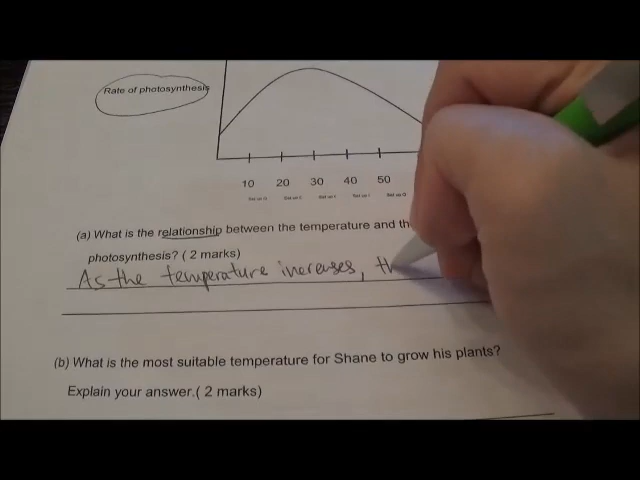 Rate of photosynthesis
10 20 30 40 50
(a) What is the relationship between the temperature and th
photosynthesis? ( 2 marks)
As the temperature increases, th
(b) What is the most suitable temperature for Shane to grow his plants?
Explain your answer.( 2 marks)